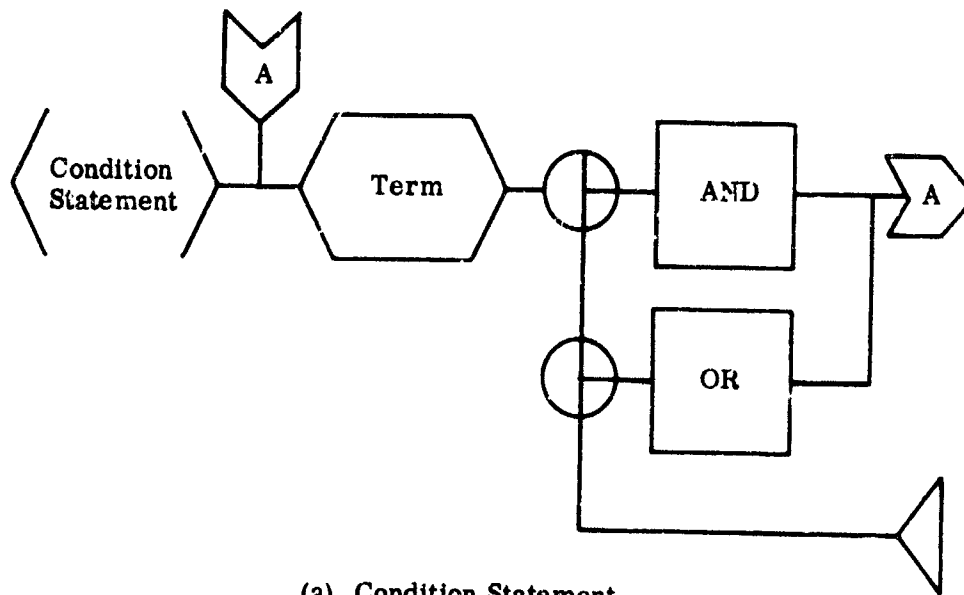 A
Condition
Statement
Term
AND
A
OR
(a) Condition Statement